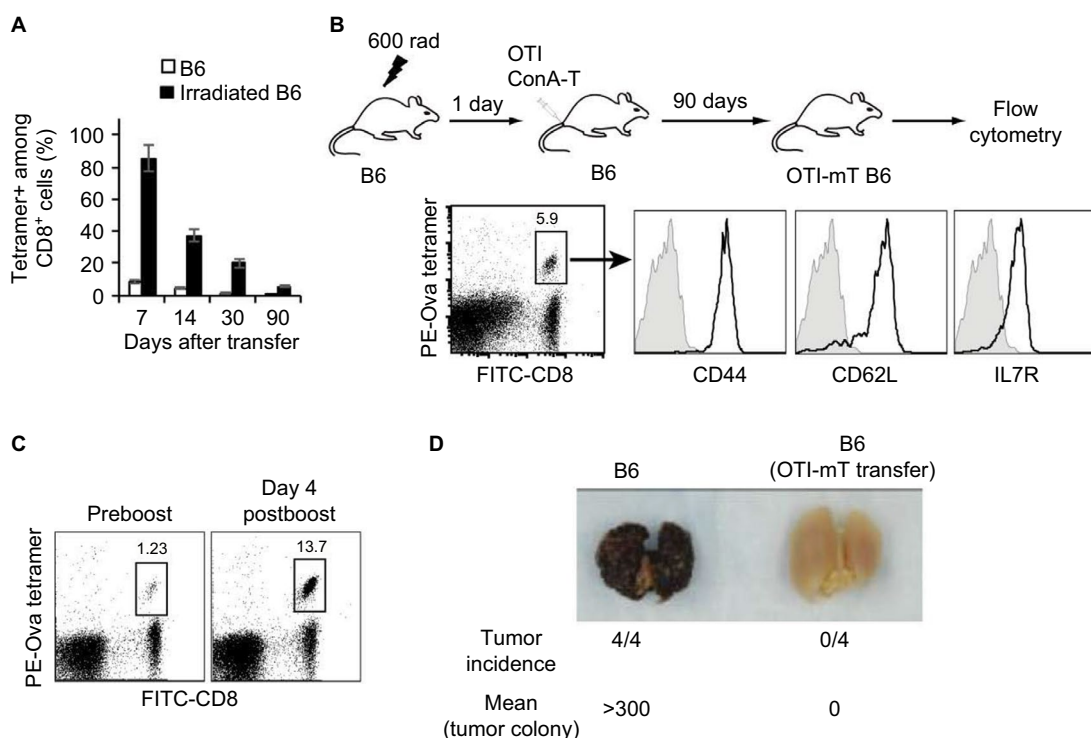 A
B6
Irradiated B6
Tetramer+ among
CD8⁺ cells (%)
100
80
60
40
20
0
7 14 30 90
Days after transfer
B
600 rad
B6
1 day
OTI
ConA-T
B6
90 days
OTI-mT B6
Flow
cytometry
PE-Ova tetramer
5.9
FITC-CD8
CD44
CD62L
IL7R
C
Preboost
Day 4
postboost
PE-Ova tetramer
1.23
13.7
FITC-CD8
D
B6
B6
(OTI-mT transfer)
Tumor
incidence
4/4
0/4
Mean
(tumor colony)
>300
0